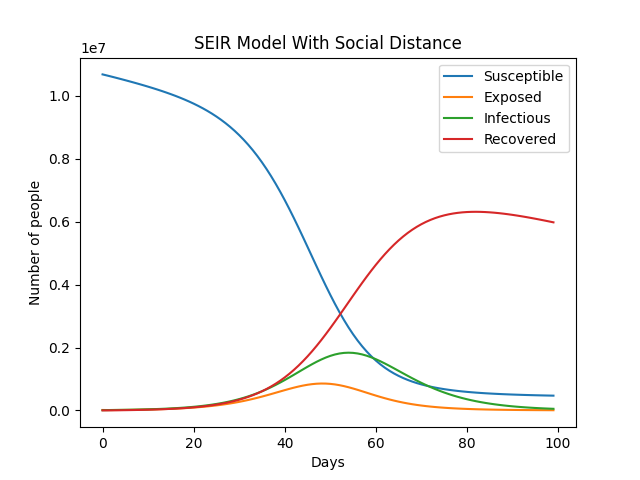 SEIR Model With Social Distance
1e7
Susceptible
Exposed
Infectious
Recovered
Number of people
1.0
0.8
0.6
0.4
0.2
0.0
0 20 40 60 80 100
Days